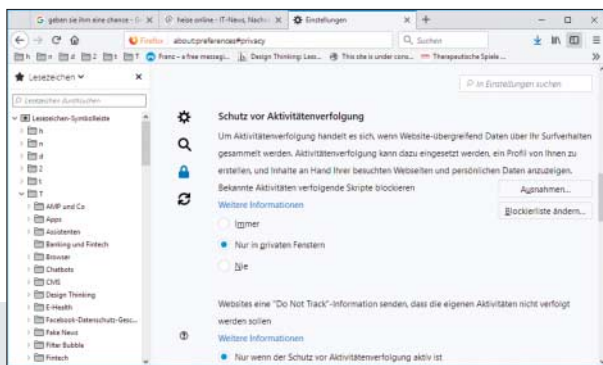 geben sie ihm eine chance -
heise online - IT-News, Nachric
Einstellungen
Firefox about:preferences#privacy
Suchen
h n d 2 t T Franz – a free messagi... Design Thinking: Lass... This site is under cons... Therapeutische Spiele ...
Lesezeichen
Lesezeichen durchsuchen
In Einstellungen suchen
Lesezeichen-Symbolleiste
h
n
d
2
t
T
AMP und Co
Apps
Assistenten
Banking und Fintech
Browser
Chatbots
CMS
Design Thinking
E-Health
Facebook-Datenschutz-Gesc...
Fake News
Filter Bubble
Fintech
Schutz vor Aktivitätenverfolgung
Um Aktivitätenverfolgung handelt es sich, wenn Website-übergreifend Daten über Ihr Surfverhalten
gesammelt werden. Aktivitätenverfolgung kann dazu eingesetzt werden, ein Profil von Ihnen zu
erstellen, und Inhalte an Hand Ihrer besuchten Webseiten und persönlichen Daten anzuzeigen.
Bekannte Aktivitäten verfolgende Skripte blockieren
Ausnahmen...
Weitere Informationen
Blockierliste ändern...
Immer
Nur in privaten Fenstern
Nie
Websites eine "Do Not Track"-Information senden, dass die eigenen Aktivitäten nicht verfolgt
werden sollen
Weitere Informationen
Nur wenn der Schutz vor Aktivitätenverfolgung aktiv ist